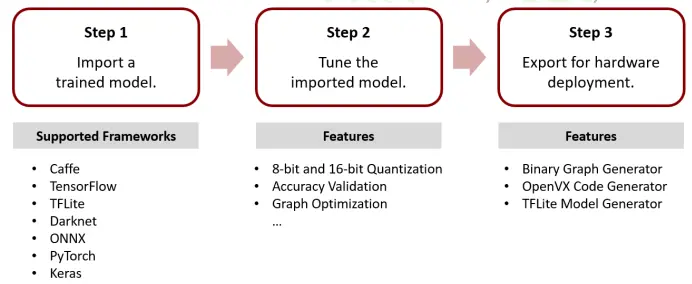 Step 1
Import a
trained model.
Step 2
Tune the
imported model.
Step 3
Export for hardware
deployment.
Supported Frameworks
• Caffe
• TensorFlow
• TFLite
• Darknet
• ONNX
• PyTorch
• Keras
Features
• 8-bit and 16-bit Quantization
• Accuracy Validation
• Graph Optimization
...
Features
• Binary Graph Generator
• OpenVX Code Generator
• TFLite Model Generator